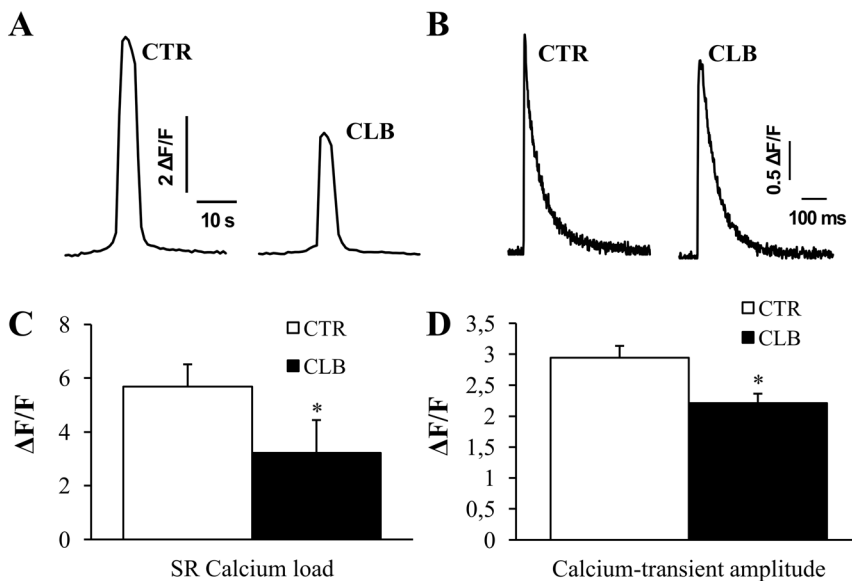 A
CTR
CLB
2 ΔF/F
10 s
B
CTR
CLB
0.5 ΔF/F
100 ms
C
CTR
CLB
ΔF/F
8
6
4
2
0
*
SR Calcium load
D
CTR
CLB
ΔF/F
3,5
3
2,5
2
1,5
1
0,5
0
*
Calcium-transient amplitude